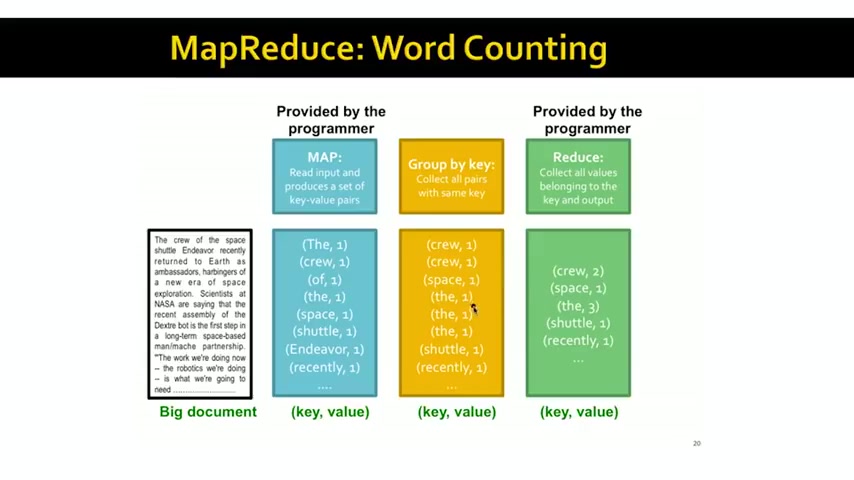 MapReduce: Word Counting
Provided by the
programmer
Provided by the
programmer
MAP:
Read input and
produces a set of
key-value pairs
Group by key:
Collect all pairs
with same key
Reduce:
Collect all values
belonging to the
key and output
The crew of the space
shuttle Endeavor recently
returned to Earth as
ambassadors, harbingers of
a new era of space
exploration. Scientists at
NASA are saying that the
recent assembly of the
Dextre bot is the first step in
a long-term space-based
man/mache partnership.
"The work we're doing now
-- the robotics we're doing
-- is what we're going to
need ........................
(The, 1)
(crew, 1)
(of, 1)
(the, 1)
(space, 1)
(shuttle, 1)
(Endeavor, 1)
(recently, 1)
....
(crew, 1)
(crew, 1)
(space, 1)
(the, 1)
(the, 1)
(the, 1)
(shuttle, 1)
(recently, 1)
...
(crew, 2)
(space, 1)
(the, 3)
(shuttle, 1)
(recently, 1)
...
Big document
(key, value)
(key, value)
(key, value)
20